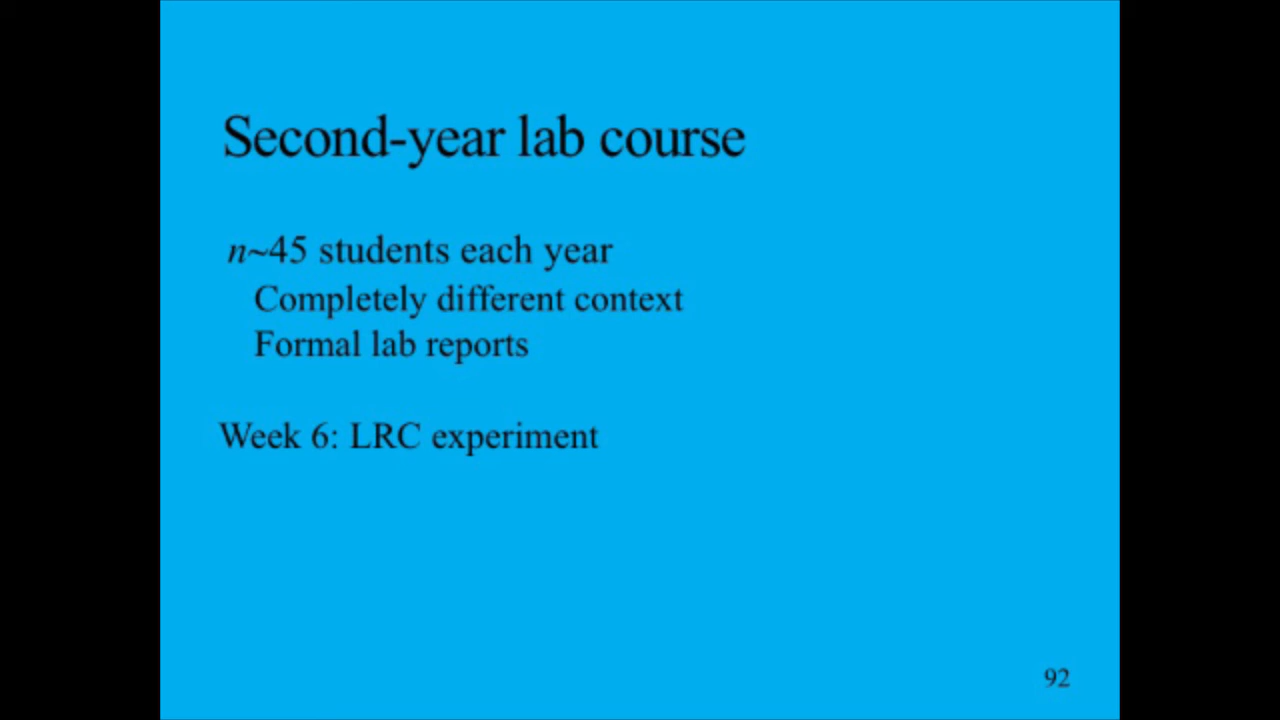 Second-year lab course
n~45 students each year
Completely different context
Formal lab reports
Week 6: LRC experiment
92